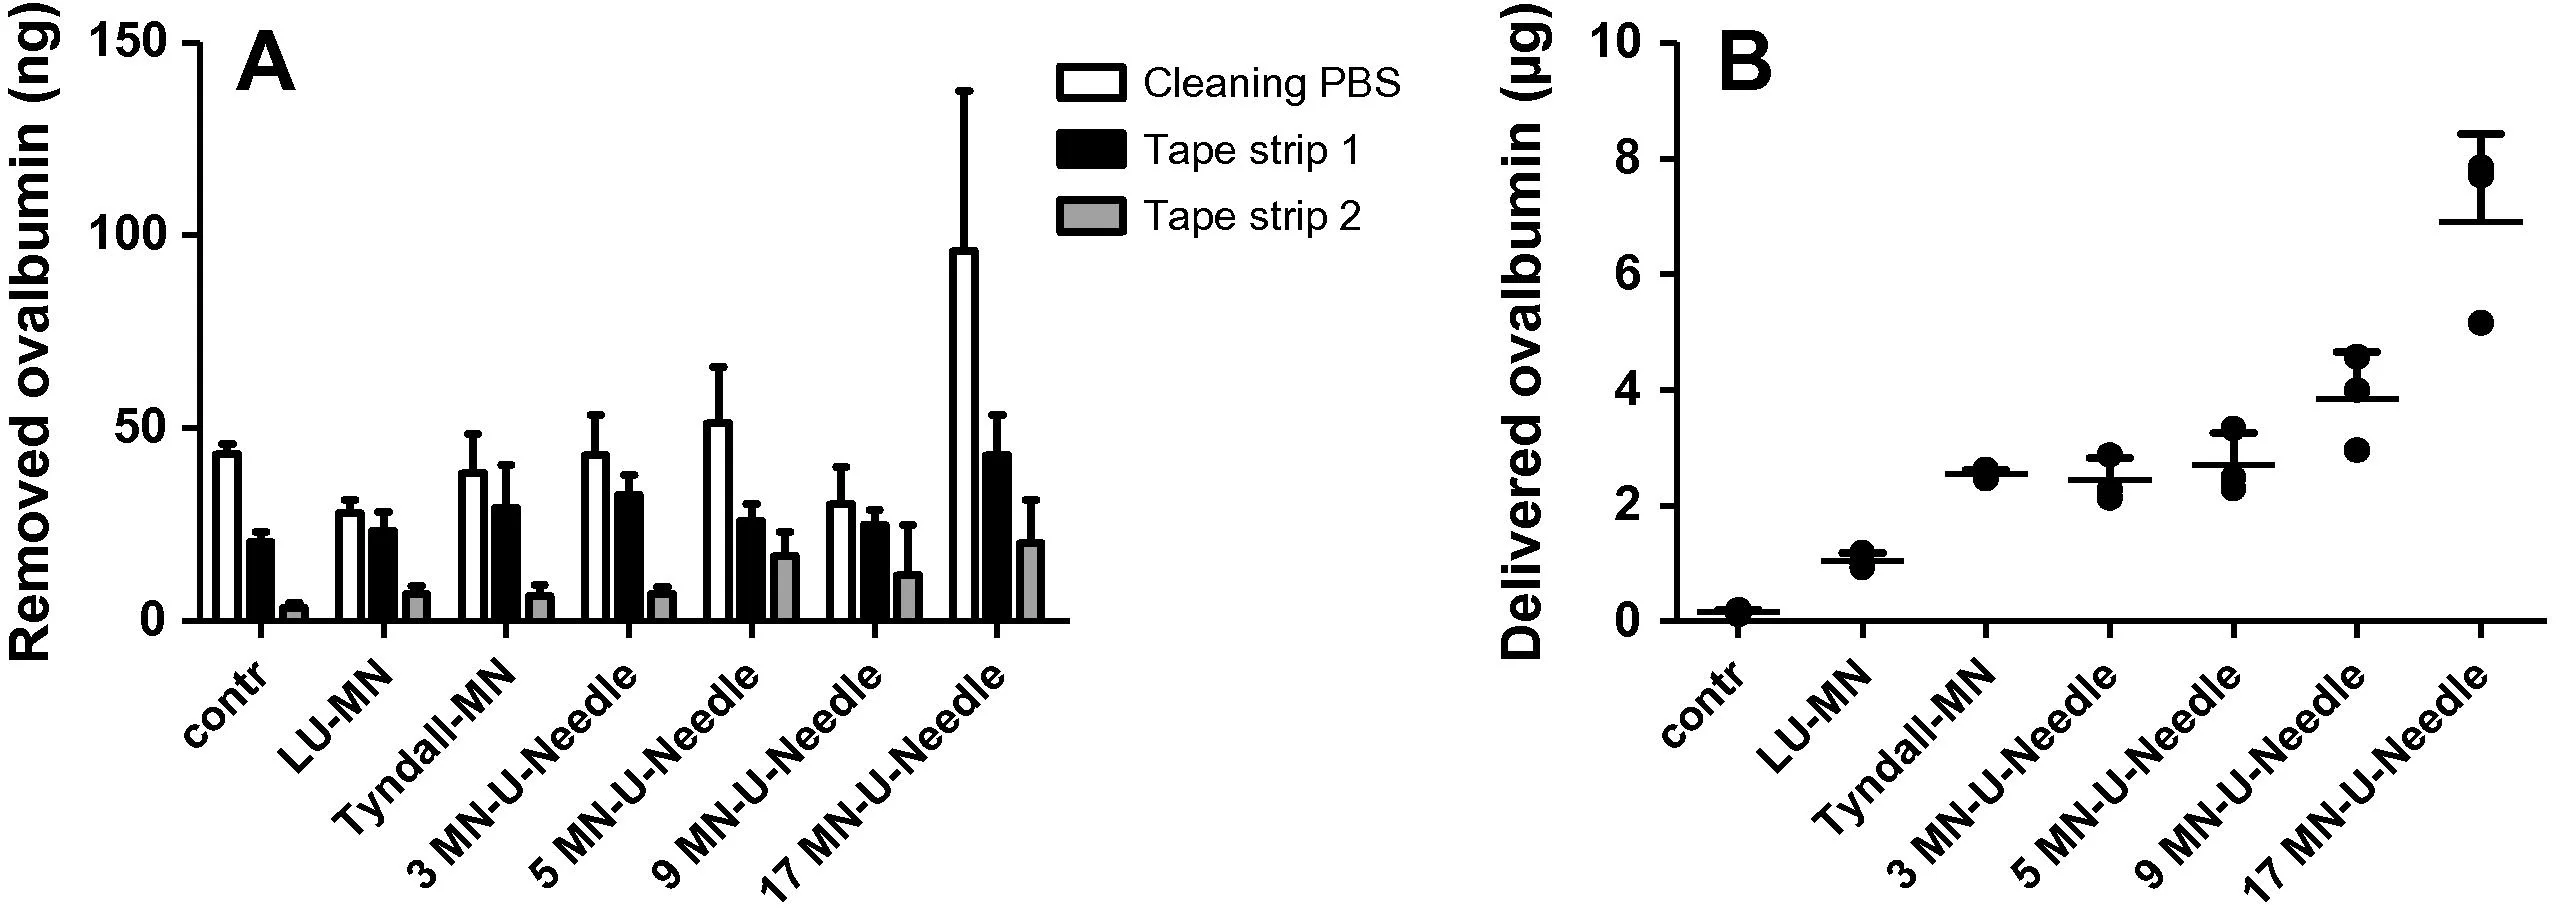 A
Removed ovalbumin (ng)
150
100
50
0
Cleaning PBS
Tape strip 1
Tape strip 2
contr
LU-MN
Tyndall-MN
3 MN-U-Needle
5 MN-U-Needle
9 MN-U-Needle
17 MN-U-Needle
B
Delivered ovalbumin (µg)
10
8
6
4
2
0
contr
LU-MN
Tyndall-MN
3 MN-U-Needle
5 MN-U-Needle
9 MN-U-Needle
17 MN-U-Needle